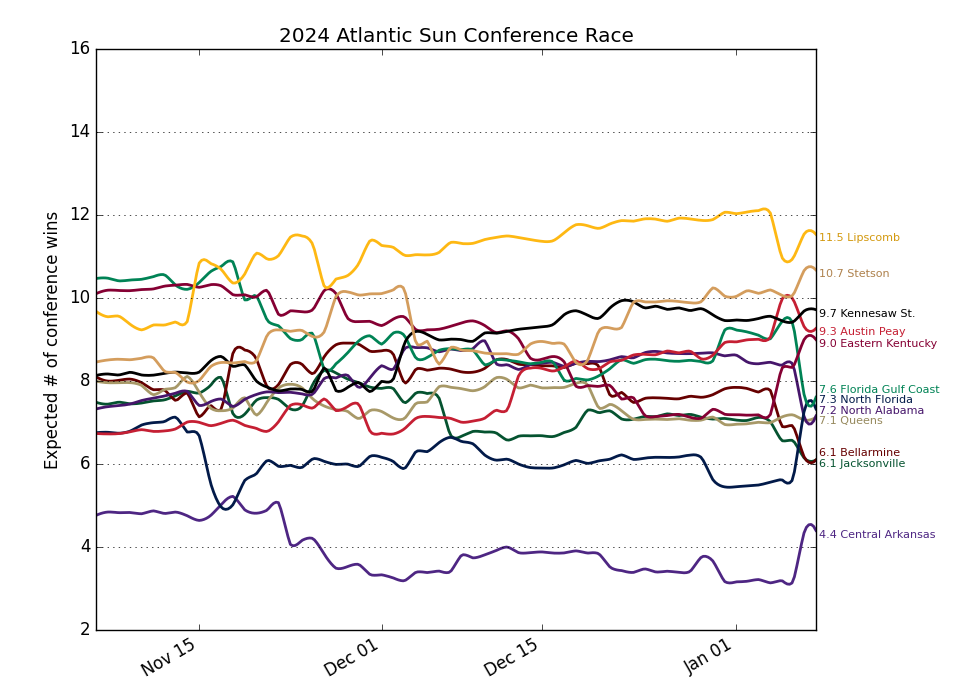 2024 Atlantic Sun Conference Race
Expected # of conference wins
16
14
12
10
8
6
4
2
Nov 15
Dec 01
Dec 15
Jan 01
11.5 Lipscomb
10.7 Stetson
9.7 Kennesaw St.
9.3 Austin Peay
9.0 Eastern Kentucky
7.6 Florida Gulf Coast
7.3 North Florida
7.2 North Alabama
7.1 Queens
6.1 Bellarmine
6.1 Jacksonville
4.4 Central Arkansas